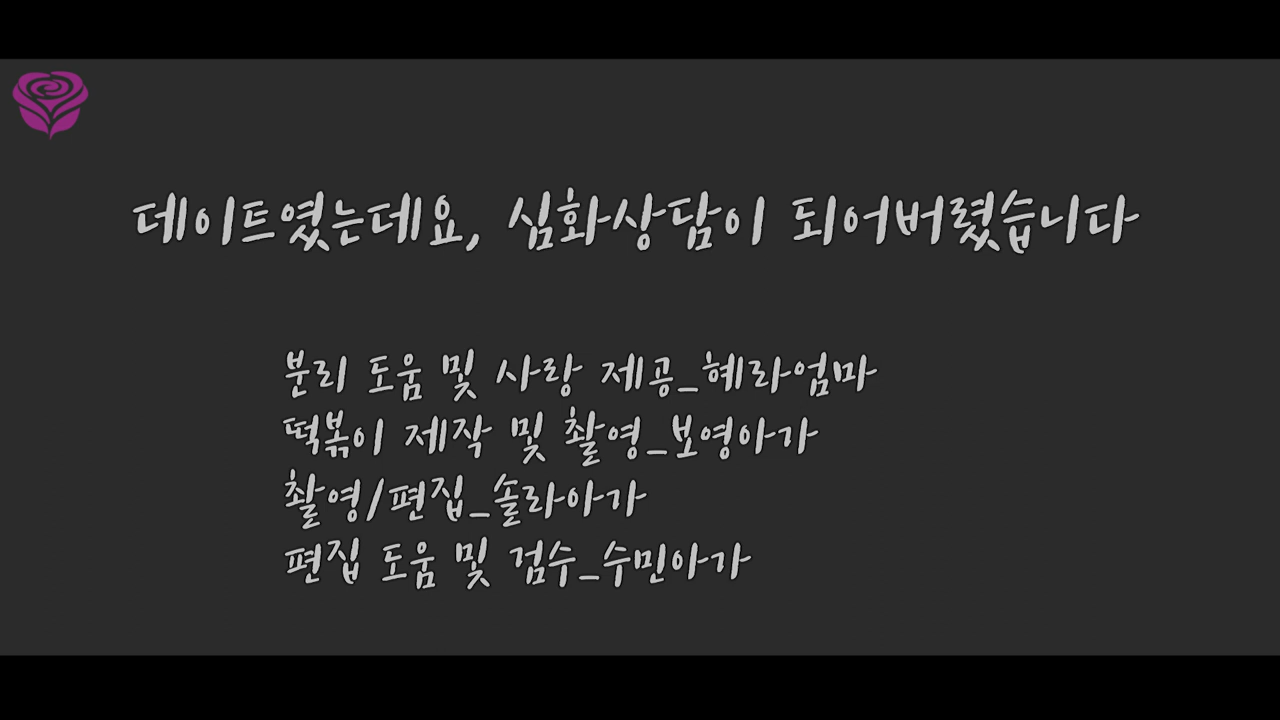 데이트였는데요, 심화상담이 되어버렸습니다
분리 도움 및 사랑 제공_혜라엄마
떡볶이 제작 및 촬영_보영아가
촬영/편집_솔라아가
편집 도움 및 검수_수민아가